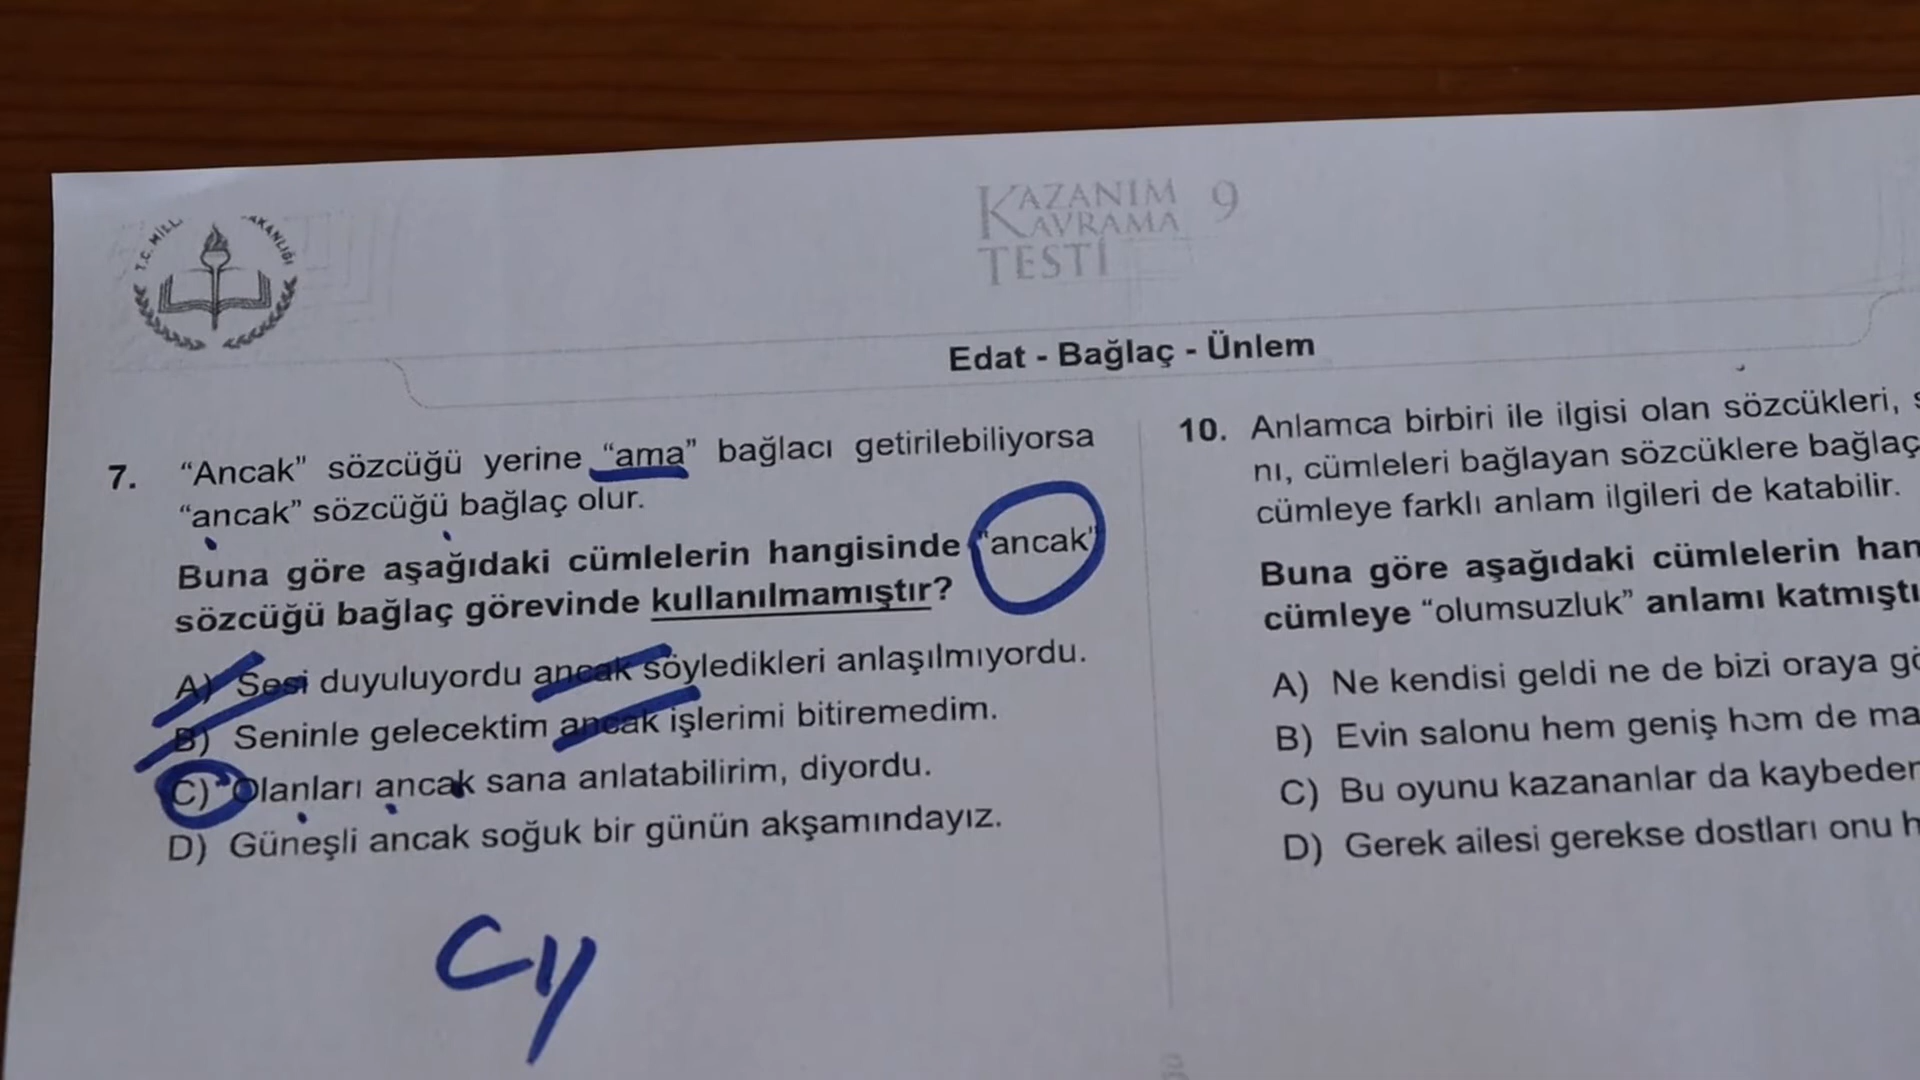 T.C. MİLL AKANLIĞI
KAZANIM
KAVRAMA 9
TESTİ
Edat - Bağlaç - Ünlem
7. “Ancak” sözcüğü yerine “ama” bağlacı getirilebiliyorsa
“ancak” sözcüğü bağlaç olur.
Buna göre aşağıdaki cümlelerin hangisinde “ancak”
sözcüğü bağlaç görevinde kullanılmamıştır?
A) Sesi duyuluyordu ancak söyledikleri anlaşılmıyordu.
B) Seninle gelecektim ancak işlerimi bitiremedim.
C) Olanları ancak sana anlatabilirim, diyordu.
D) Güneşli ancak soğuk bir günün akşamındayız.
10. Anlamca birbiri ile ilgisi olan sözcükleri,
nı, cümleleri bağlayan sözcüklere bağlaç
cümleye farklı anlam ilgileri de katabilir.
Buna göre aşağıdaki cümlelerin han
cümleye “olumsuzluk” anlamı katmıştı
A) Ne kendisi geldi ne de bizi oraya gö
B) Evin salonu hem geniş hem de ma
C) Bu oyunu kazananlar da kaybeden
D) Gerek ailesi gerekse dostları onu h